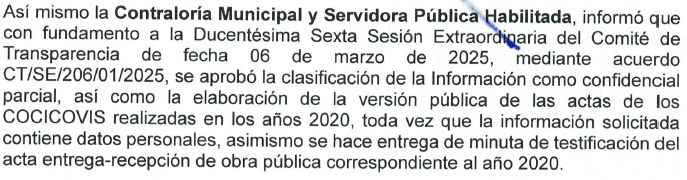 Así mismo la Contraloría Municipal y Servidora Pública Habilitada, informó que
con fundamento a la Ducentésima Sexta Sesión Extraordinaria del Comité de
Transparencia de fecha 06 de marzo de 2025, mediante acuerdo
CT/SE/206/01/2025, se aprobó la clasificación de la Información como confidencial
parcial, así como la elaboración de la versión pública de las actas de los
COCICOVIS realizadas en los años 2020, toda vez que la información solicitada
contiene datos personales, asimismo se hace entrega de minuta de testificación del
acta entrega-recepción de obra pública correspondiente al año 2020.